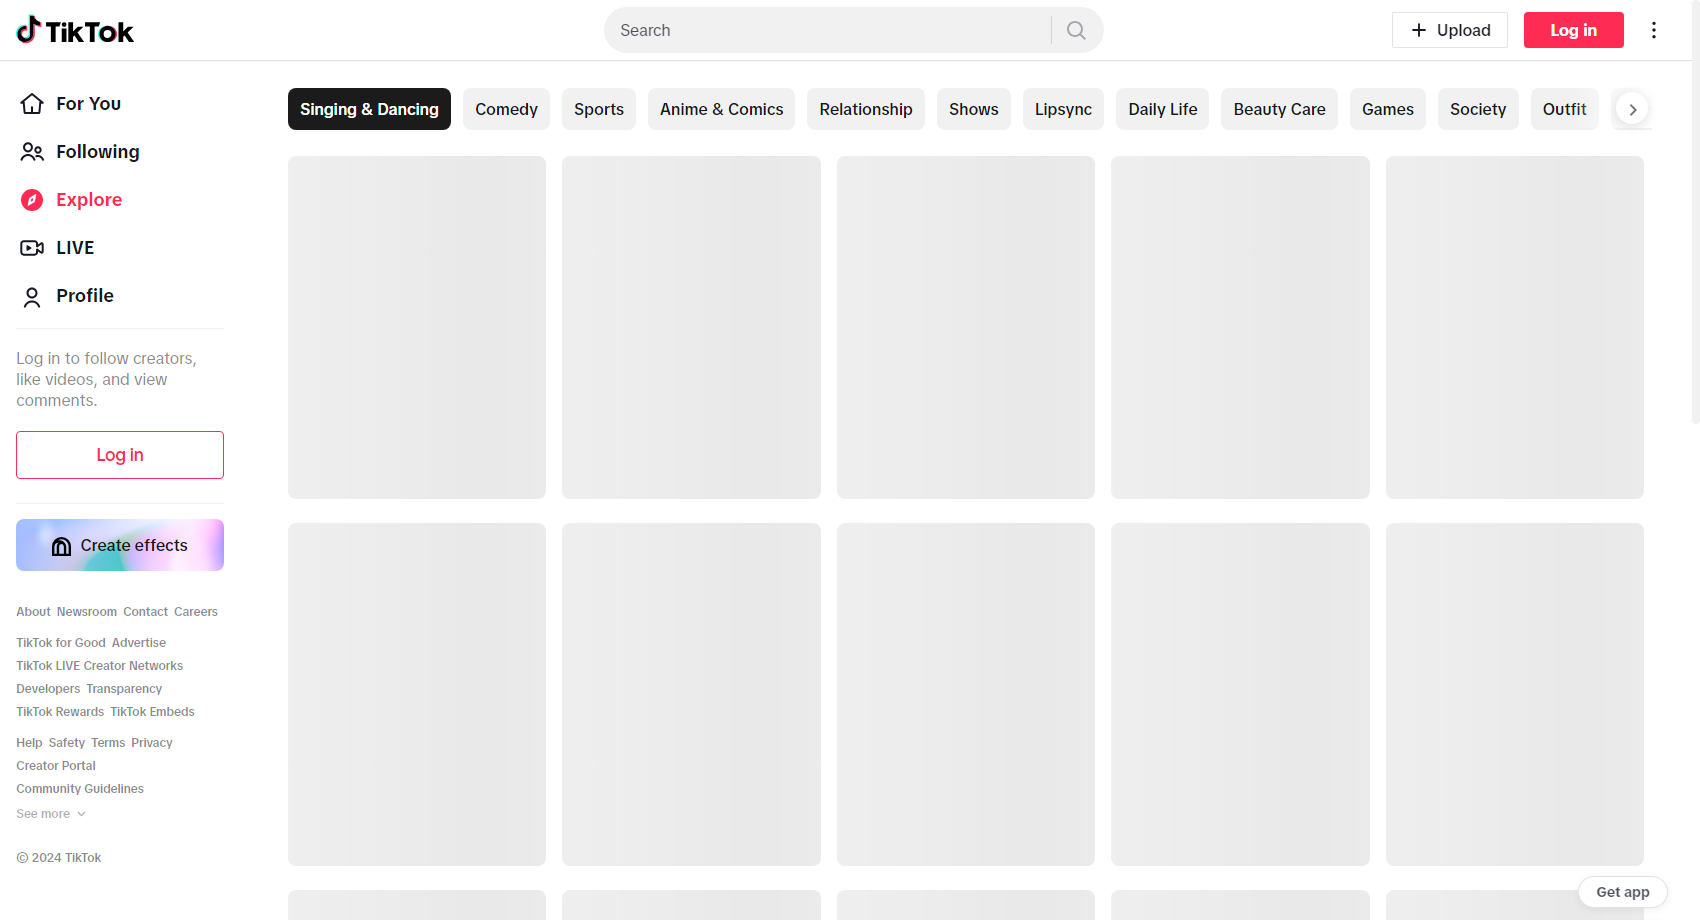 TikTok
Search
Upload
Log in
For You
Following
Explore
LIVE
Profile
Log in to follow creators,
like videos, and view
comments.
Log in
Create effects
About Newsroom Contact Careers
TikTok for Good Advertise
TikTok LIVE Creator Networks
Developers Transparency
TikTok Rewards TikTok Embeds
Help Safety Terms Privacy
Creator Portal
Community Guidelines
See more
© 2024 TikTok
Singing & Dancing Comedy Sports Anime & Comics Relationship Shows Lipsync Daily Life Beauty Care Games Society Outfit
Get app